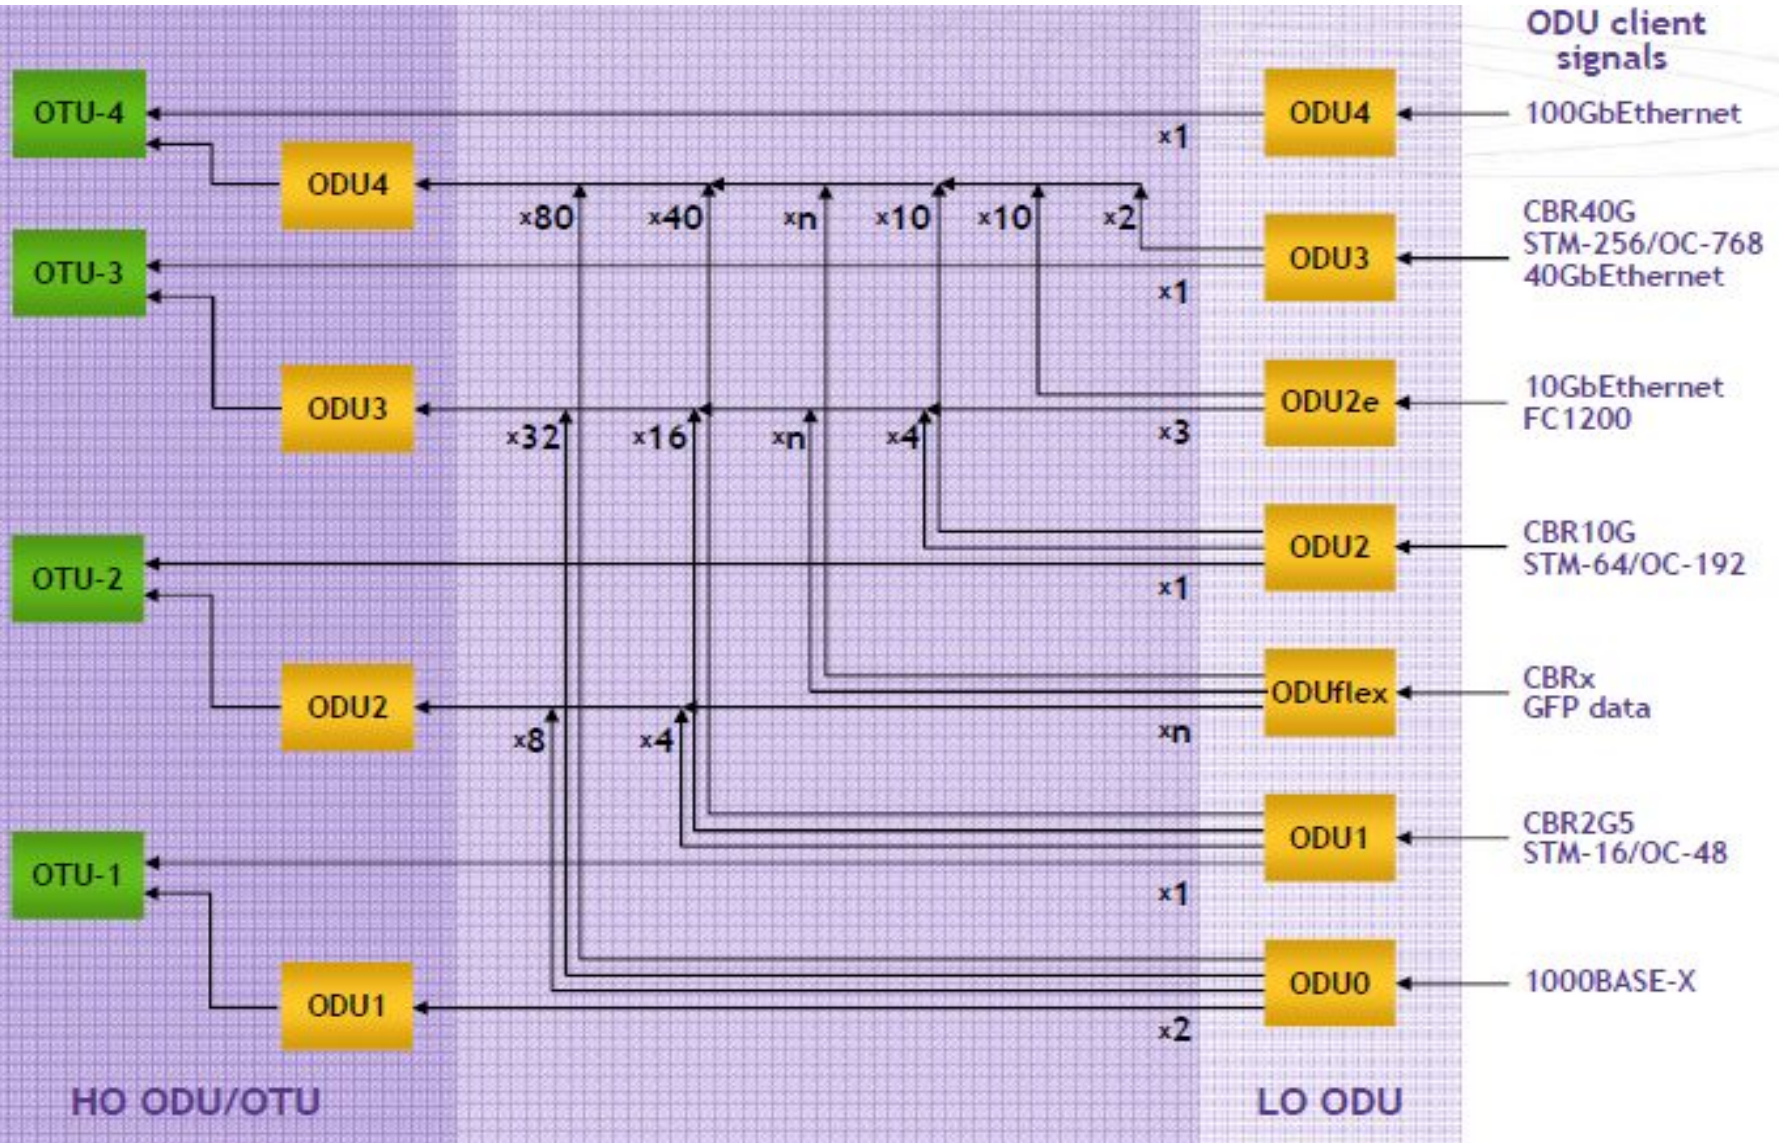 ODU client
signals
OTU-4
ODU4
100GbEthernet
x1
ODU4
x80
x40
xn
x10
x10
x2
CBR40G
STM-256/OC-768
40GbEthernet
OTU-3
ODU3
x1
ODU3
x32
x16
xn
x4
x3
ODU2e
10GbEthernet
FC1200
OTU-2
ODU2
CBR10G
STM-64/OC-192
x1
ODU2
x8
x4
xn
ODUflex
CBRx
GFP data
OTU-1
ODU1
CBR2G5
STM-16/OC-48
x1
ODU1
ODU0
1000BASE-X
x2
HO ODU/OTU
LO ODU